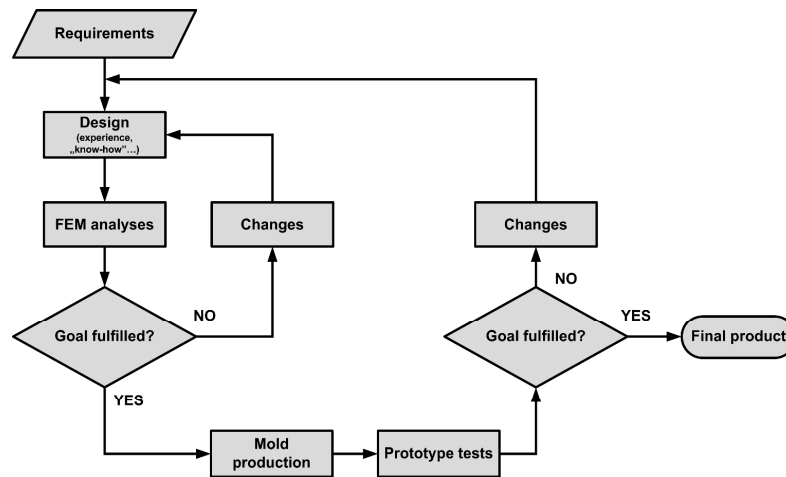 Requirements
Design
(experience,
„know-how”...)
FEM analyses
Changes
Changes
NO
NO
Goal fulfilled?
Goal fulfilled?
YES
Final product
YES
Mold
production
Prototype tests